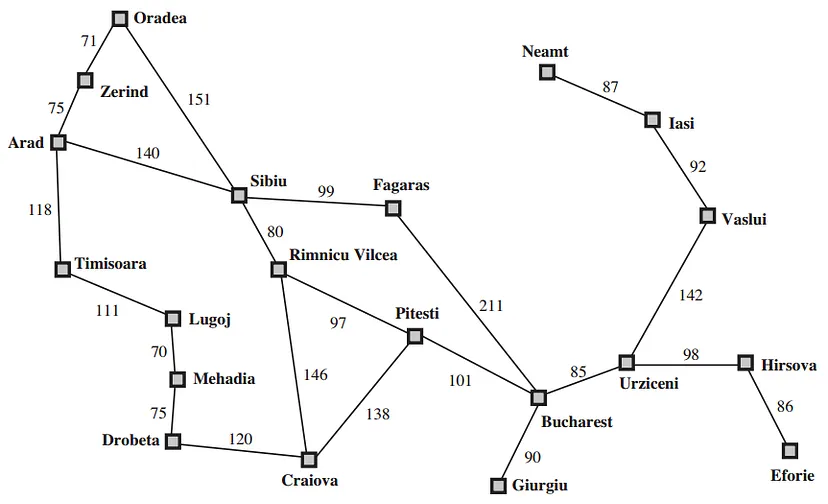 Oradea
71
Neamt
Zerind
87
151
75
Iasi
Arad
140
92
Sibiu
99
Fagaras
118
Vaslui
80
Rimnicu Vilcea
Timisoara
142
111
211
Lugoj
97
Pitesti
70
98
Hirsova
146
101
85
Mehadia
Urziceni
75
138
86
Bucharest
Drobeta
120
90
Craiova
Eforie
Giurgiu